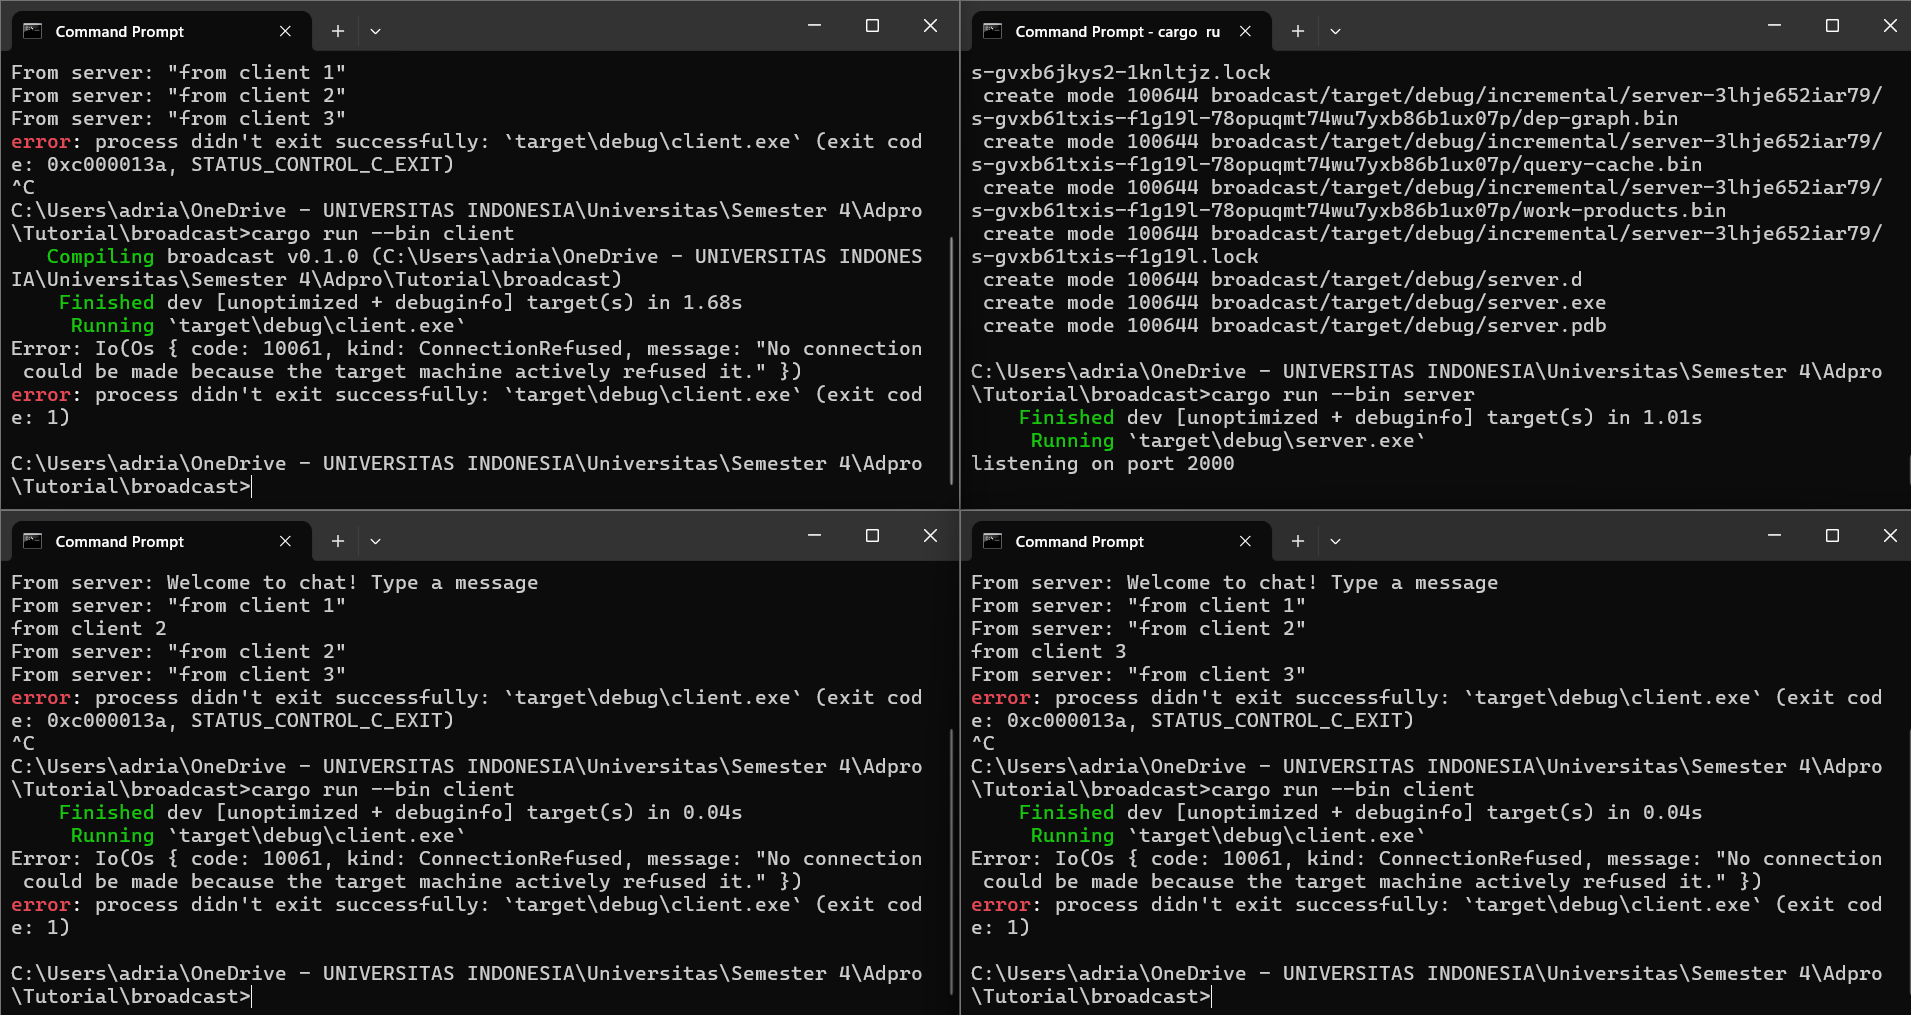 Command Prompt
From server: "from client 1"
From server: "from client 2"
From server: "from client 3"
error: process didn't exit successfully: `target\debug\client.exe` (exit cod
e: 0xc000013a, STATUS_CONTROL_C_EXIT)
^C
C:\Users\adria\OneDrive - UNIVERSITAS INDONESIA\Universitas\Semester 4\Adpro
\Tutorial\broadcast>cargo run --bin client
Compiling broadcast v0.1.0 (C:\Users\adria\OneDrive - UNIVERSITAS INDONES
IA\Universitas\Semester 4\Adpro\Tutorial\broadcast)
Finished dev [unoptimized + debuginfo] target(s) in 1.68s
Running `target\debug\client.exe`
Error: Io(Os { code: 10061, kind: ConnectionRefused, message: "No connection
could be made because the target machine actively refused it." })
error: process didn't exit successfully: `target\debug\client.exe` (exit cod
e: 1)
C:\Users\adria\OneDrive - UNIVERSITAS INDONESIA\Universitas\Semester 4\Adpro
\Tutorial\broadcast>
Command Prompt - cargo ru
s-gvxb6jkys2-1knltjz.lock
create mode 100644 broadcast/target/debug/incremental/server-3lhje652iar79/
s-gvxb61txis-f1g19l-78opuqmt74wu7yxb86b1ux07p/dep-graph.bin
create mode 100644 broadcast/target/debug/incremental/server-3lhje652iar79/
s-gvxb61txis-f1g19l-78opuqmt74wu7yxb86b1ux07p/query-cache.bin
create mode 100644 broadcast/target/debug/incremental/server-3lhje652iar79/
s-gvxb61txis-f1g19l-78opuqmt74wu7yxb86b1ux07p/work-products.bin
create mode 100644 broadcast/target/debug/incremental/server-3lhje652iar79/
s-gvxb61txis-f1g19l.lock
create mode 100644 broadcast/target/debug/server.d
create mode 100644 broadcast/target/debug/server.exe
create mode 100644 broadcast/target/debug/server.pdb
C:\Users\adria\OneDrive - UNIVERSITAS INDONESIA\Universitas\Semester 4\Adpro
\Tutorial\broadcast>cargo run --bin server
Finished dev [unoptimized + debuginfo] target(s) in 1.01s
Running `target\debug\server.exe`
listening on port 2000
Command Prompt
From server: Welcome to chat! Type a message
From server: "from client 1"
from client 2
From server: "from client 2"
From server: "from client 3"
error: process didn't exit successfully: `target\debug\client.exe` (exit cod
e: 0xc000013a, STATUS_CONTROL_C_EXIT)
^C
C:\Users\adria\OneDrive - UNIVERSITAS INDONESIA\Universitas\Semester 4\Adpro
\Tutorial\broadcast>cargo run --bin client
Finished dev [unoptimized + debuginfo] target(s) in 0.04s
Running `target\debug\client.exe`
Error: Io(Os { code: 10061, kind: ConnectionRefused, message: "No connection
could be made because the target machine actively refused it." })
error: process didn't exit successfully: `target\debug\client.exe` (exit cod
e: 1)
C:\Users\adria\OneDrive - UNIVERSITAS INDONESIA\Universitas\Semester 4\Adpro
\Tutorial\broadcast>
Command Prompt
From server: Welcome to chat! Type a message
From server: "from client 1"
From server: "from client 2"
from client 3
From server: "from client 3"
error: process didn't exit successfully: `target\debug\client.exe` (exit cod
e: 0xc000013a, STATUS_CONTROL_C_EXIT)
^C
C:\Users\adria\OneDrive - UNIVERSITAS INDONESIA\Universitas\Semester 4\Adpro
\Tutorial\broadcast>cargo run --bin client
Finished dev [unoptimized + debuginfo] target(s) in 0.04s
Running `target\debug\client.exe`
Error: Io(Os { code: 10061, kind: ConnectionRefused, message: "No connection
could be made because the target machine actively refused it." })
error: process didn't exit successfully: `target\debug\client.exe` (exit cod
e: 1)
C:\Users\adria\OneDrive - UNIVERSITAS INDONESIA\Universitas\Semester 4\Adpro
\Tutorial\broadcast>